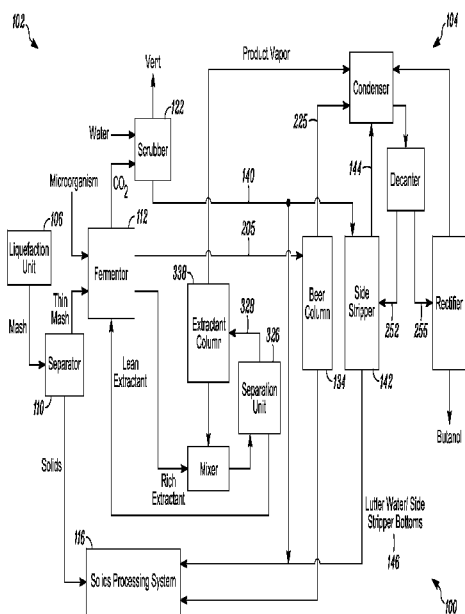 102
104
Vert
Product Vapor
Condenser
122
Scrubber
Water
225
CO2
144
Decanter
140
Microorganism
106
Liquefaction
Unit
112
205
Fermentor
338
Extractant
Column
328
326
Beer
Column
Side
Stripper
Rectifier
252
255
Thin
Mash
Mash
Separator
110
Lean
Extractant
Separation
Unit
134
142
Solids
Mixer
Rich
Extractant
Butanol
Lutter Water/ Side
Stripper Bottoms
146
116
Solics Processing System
100